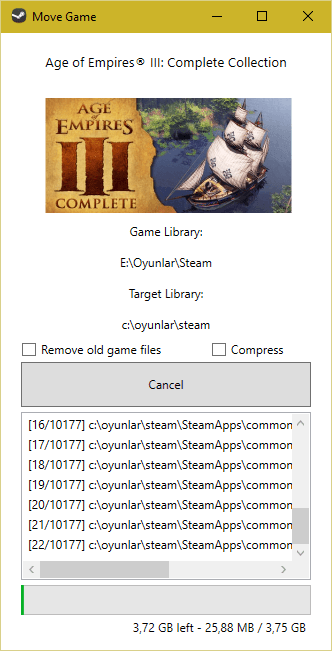 Move Game
Age of Empires® III: Complete Collection
AGE
OF
EMPIRES
III
COMPLETE
Game Library:
E:\Oyunlar\Steam
Target Library:
c:\oyunlar\steam
Remove old game files
Compress
Cancel
[16/10177] c:\oyunlar\steam\SteamApps\common
[17/10177] c:\oyunlar\steam\SteamApps\common
[18/10177] c:\oyunlar\steam\SteamApps\common
[19/10177] c:\oyunlar\steam\SteamApps\common
[20/10177] c:\oyunlar\steam\SteamApps\common
[21/10177] c:\oyunlar\steam\SteamApps\common
[22/10177] c:\oyunlar\steam\SteamApps\common
3,72 GB left - 25,88 MB / 3,75 GB